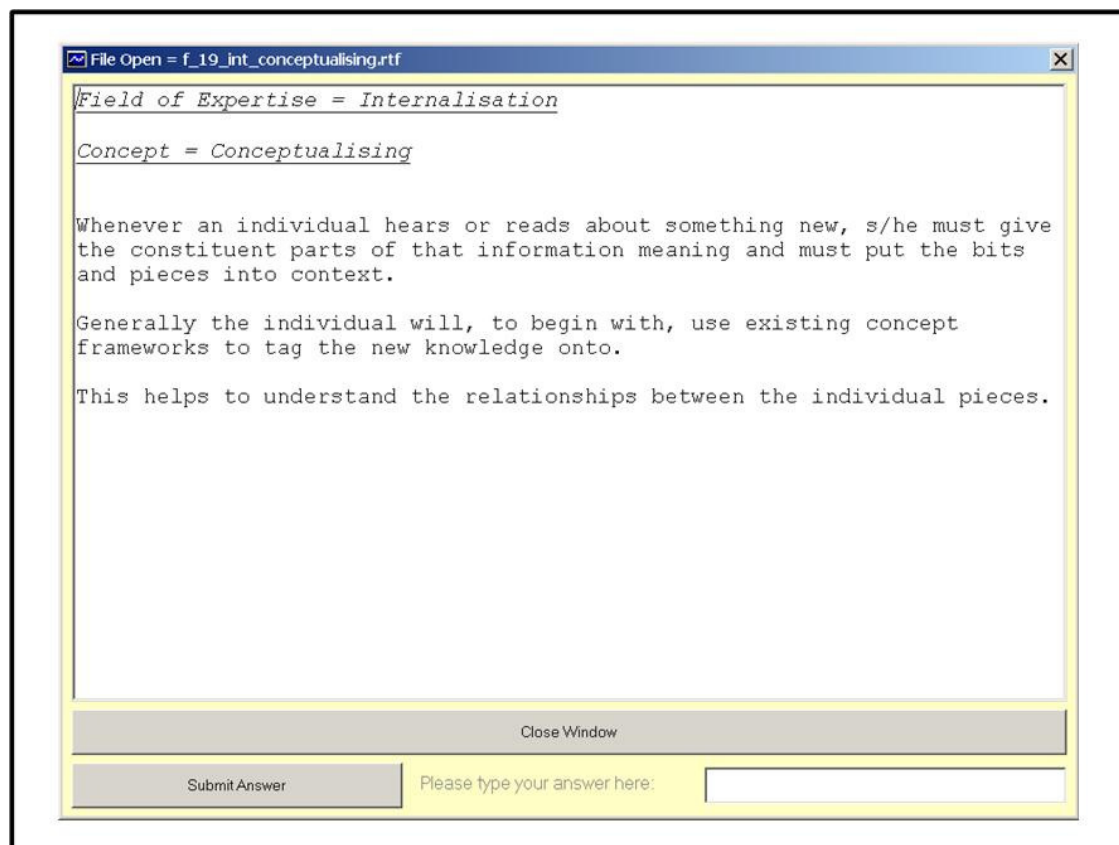 File Open = f_19_int_conceptualising.rtf
Field of Expertise = Internalisation
Concept = Conceptualising
Whenever an individual hears or reads about something new, s/he must give
the constituent parts of that information meaning and must put the bits
and pieces into context.
Generally the individual will, to begin with, use existing concept
frameworks to tag the new knowledge onto.
This helps to understand the relationships between the individual pieces.
Close Window
Submit Answer
Please type your answer here: